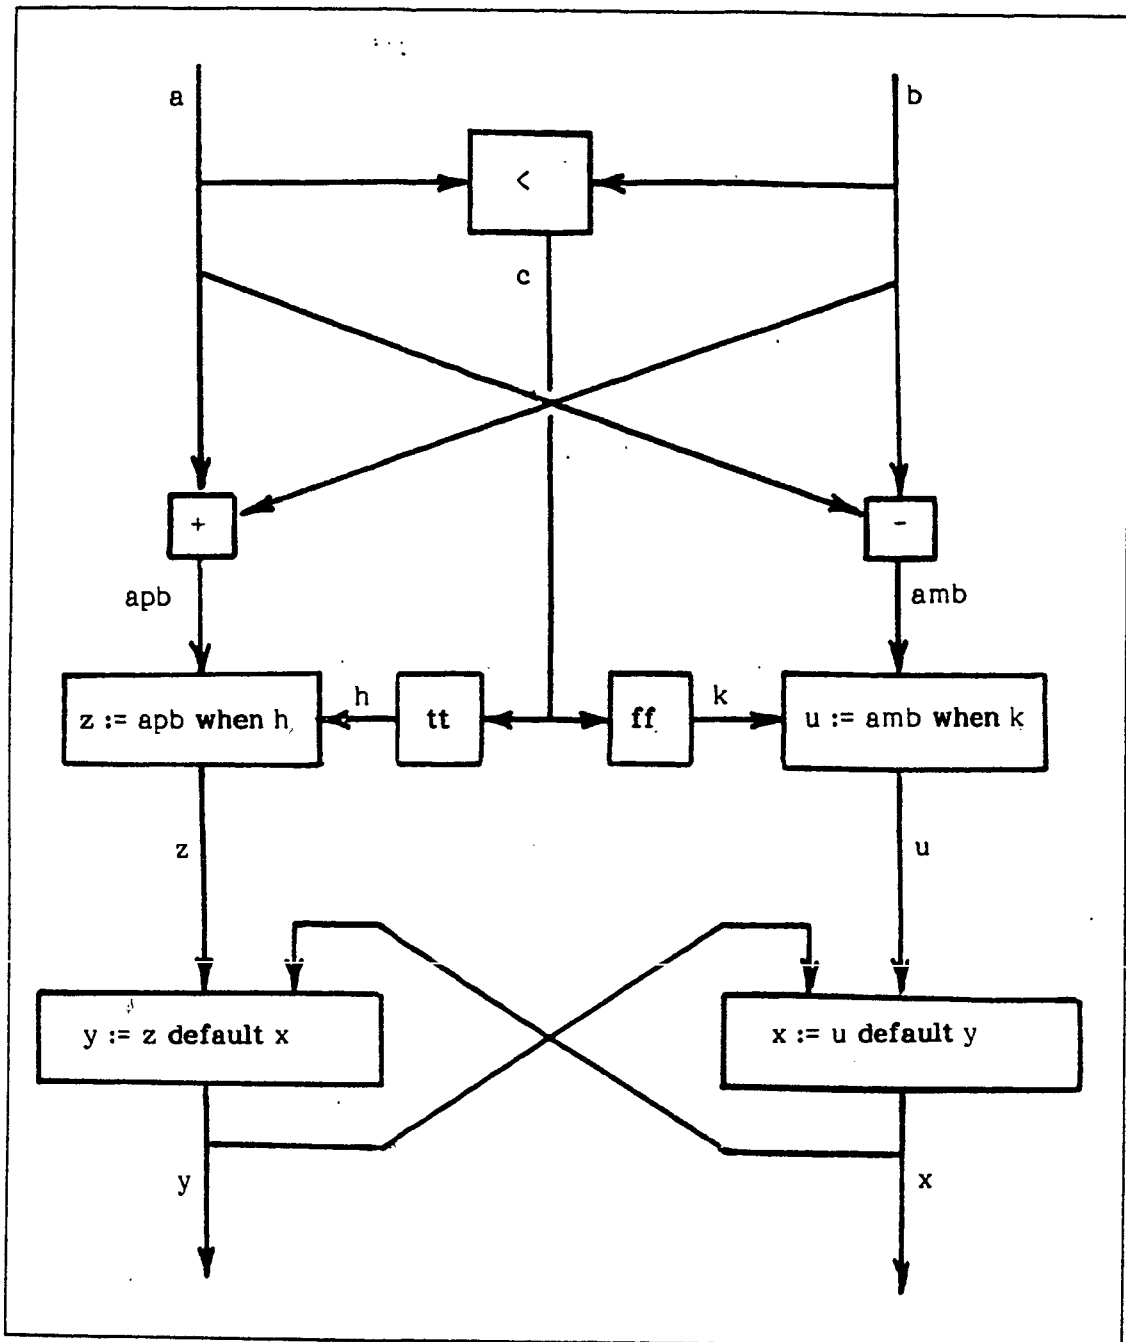 a
b
<
c
+
-
apb
amb
z := apb when h
h
tt
ff
k
u := amb when k
z
u
y := z default x
x := u default y
y
x